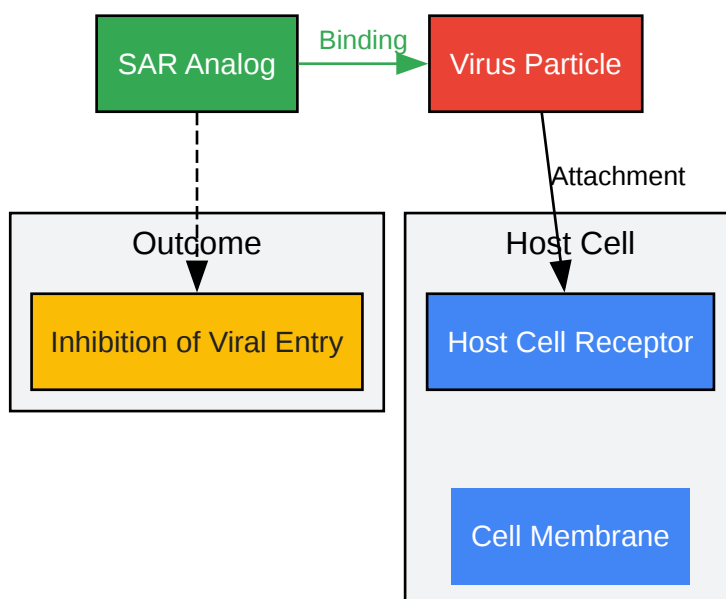 Binding
SAR Analog
Virus Particle
Attachment
Outcome
Host Cell
Inhibition of Viral Entry
Host Cell Receptor
Cell Membrane